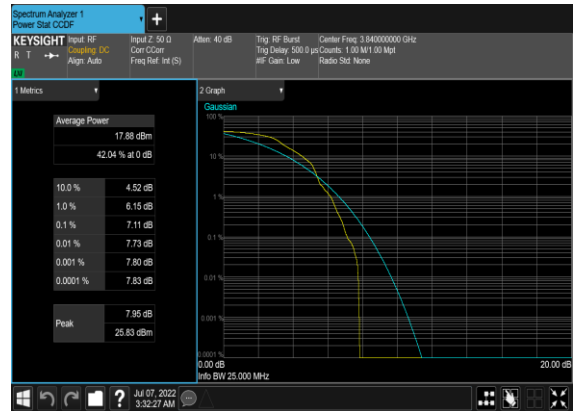 Spectrum Analyzer 1
Power Stat CCDF
KEYSIGHT
R T
LXI
Input: RF
Coupling: DC
Align: Auto
Input Z: 50 Ω
Corr CCorr
Freq Ref: Int (S)
Atten: 40 dB
Trig: RF Burst
Trig Delay: 500.0 µs
#IF Gain: Low
Center Freq: 3.840000000 GHz
Counts: 1.00 M/1.00 Mpt
Radio Std: None
1 Metrics
Average Power
17.88 dBm
42.04 % at 0 dB
10.0 % 4.52 dB
1.0 % 6.15 dB
0.1 % 7.11 dB
0.01 % 7.73 dB
0.001 % 7.80 dB
0.0001 % 7.83 dB
Peak
7.95 dB
25.83 dBm
2 Graph
Gaussian
100 %
10 %
1 %
0.1 %
0.01 %
0.001 %
0.0001 %
0.00 dB
20.00 dB
Info BW 25.000 MHz
?
Jul 07, 2022
3:32:27 AM